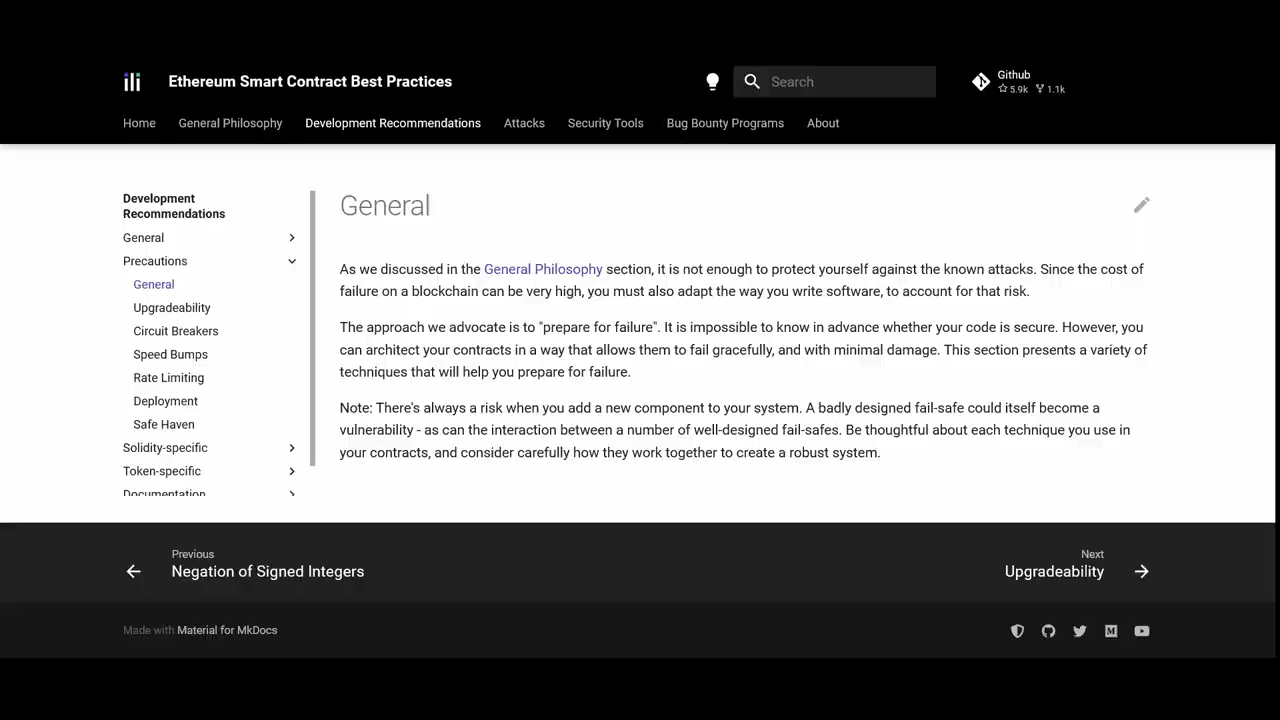 Ethereum Smart Contract Best Practices
Search
Github
5.9k 1.1k
Home General Philosophy Development Recommendations Attacks Security Tools Bug Bounty Programs About
Development
Recommendations
General
Precautions
General
Upgradeability
Circuit Breakers
Speed Bumps
Rate Limiting
Deployment
Safe Haven
Solidity-specific
Token-specific
Documentation
General
As we discussed in the General Philosophy section, it is not enough to protect yourself against the known attacks. Since the cost of
failure on a blockchain can be very high, you must also adapt the way you write software, to account for that risk.
The approach we advocate is to "prepare for failure". It is impossible to know in advance whether your code is secure. However, you
can architect your contracts in a way that allows them to fail gracefully, and with minimal damage. This section presents a variety of
techniques that will help you prepare for failure.
Note: There's always a risk when you add a new component to your system. A badly designed fail-safe could itself become a
vulnerability - as can the interaction between a number of well-designed fail-safes. Be thoughtful about each technique you use in
your contracts, and consider carefully how they work together to create a robust system.
Previous
Negation of Signed Integers
Next
Upgradeability
Made with Material for MkDocs